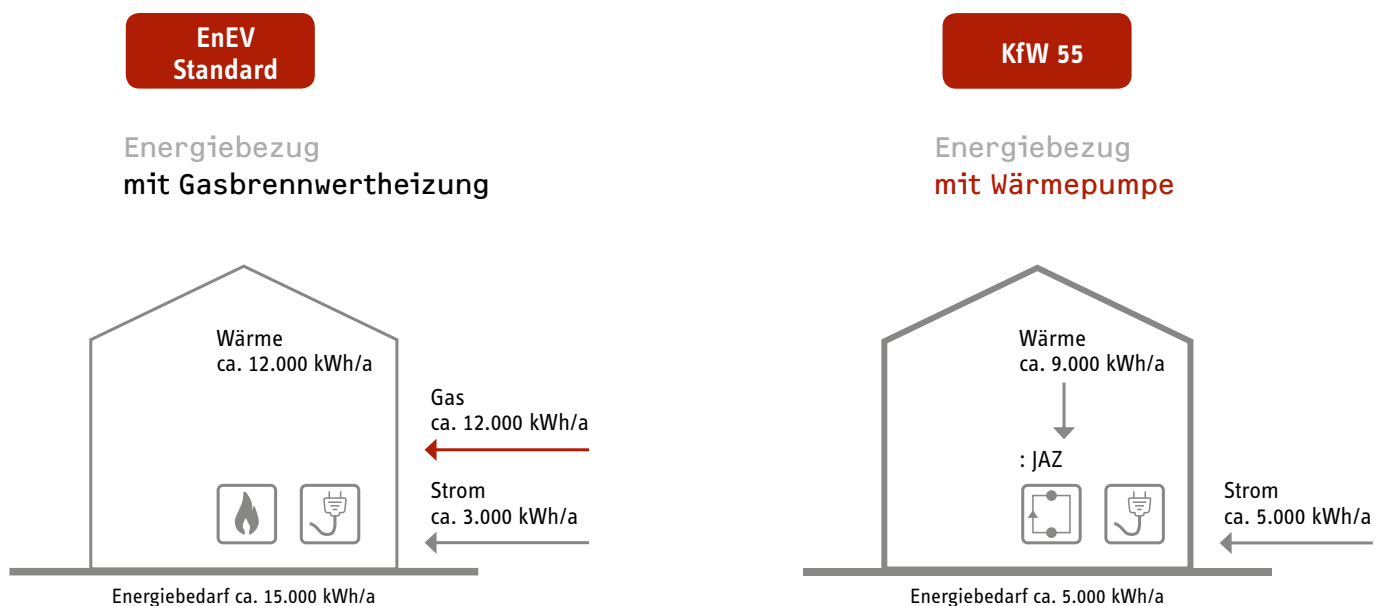 EnEV
Standard
Energiebezug
mit Gasbrennwertheizung
Wärme
ca. 12.000 kWh/a
Gas
ca. 12.000 kWh/a
Strom
ca. 3.000 kWh/a
Energiebedarf ca. 15.000 kWh/a
KfW 55
Energiebezug
mit Wärmepumpe
Wärme
ca. 9.000 kWh/a
: JAZ
Strom
ca. 5.000 kWh/a
Energiebedarf ca. 5.000 kWh/a